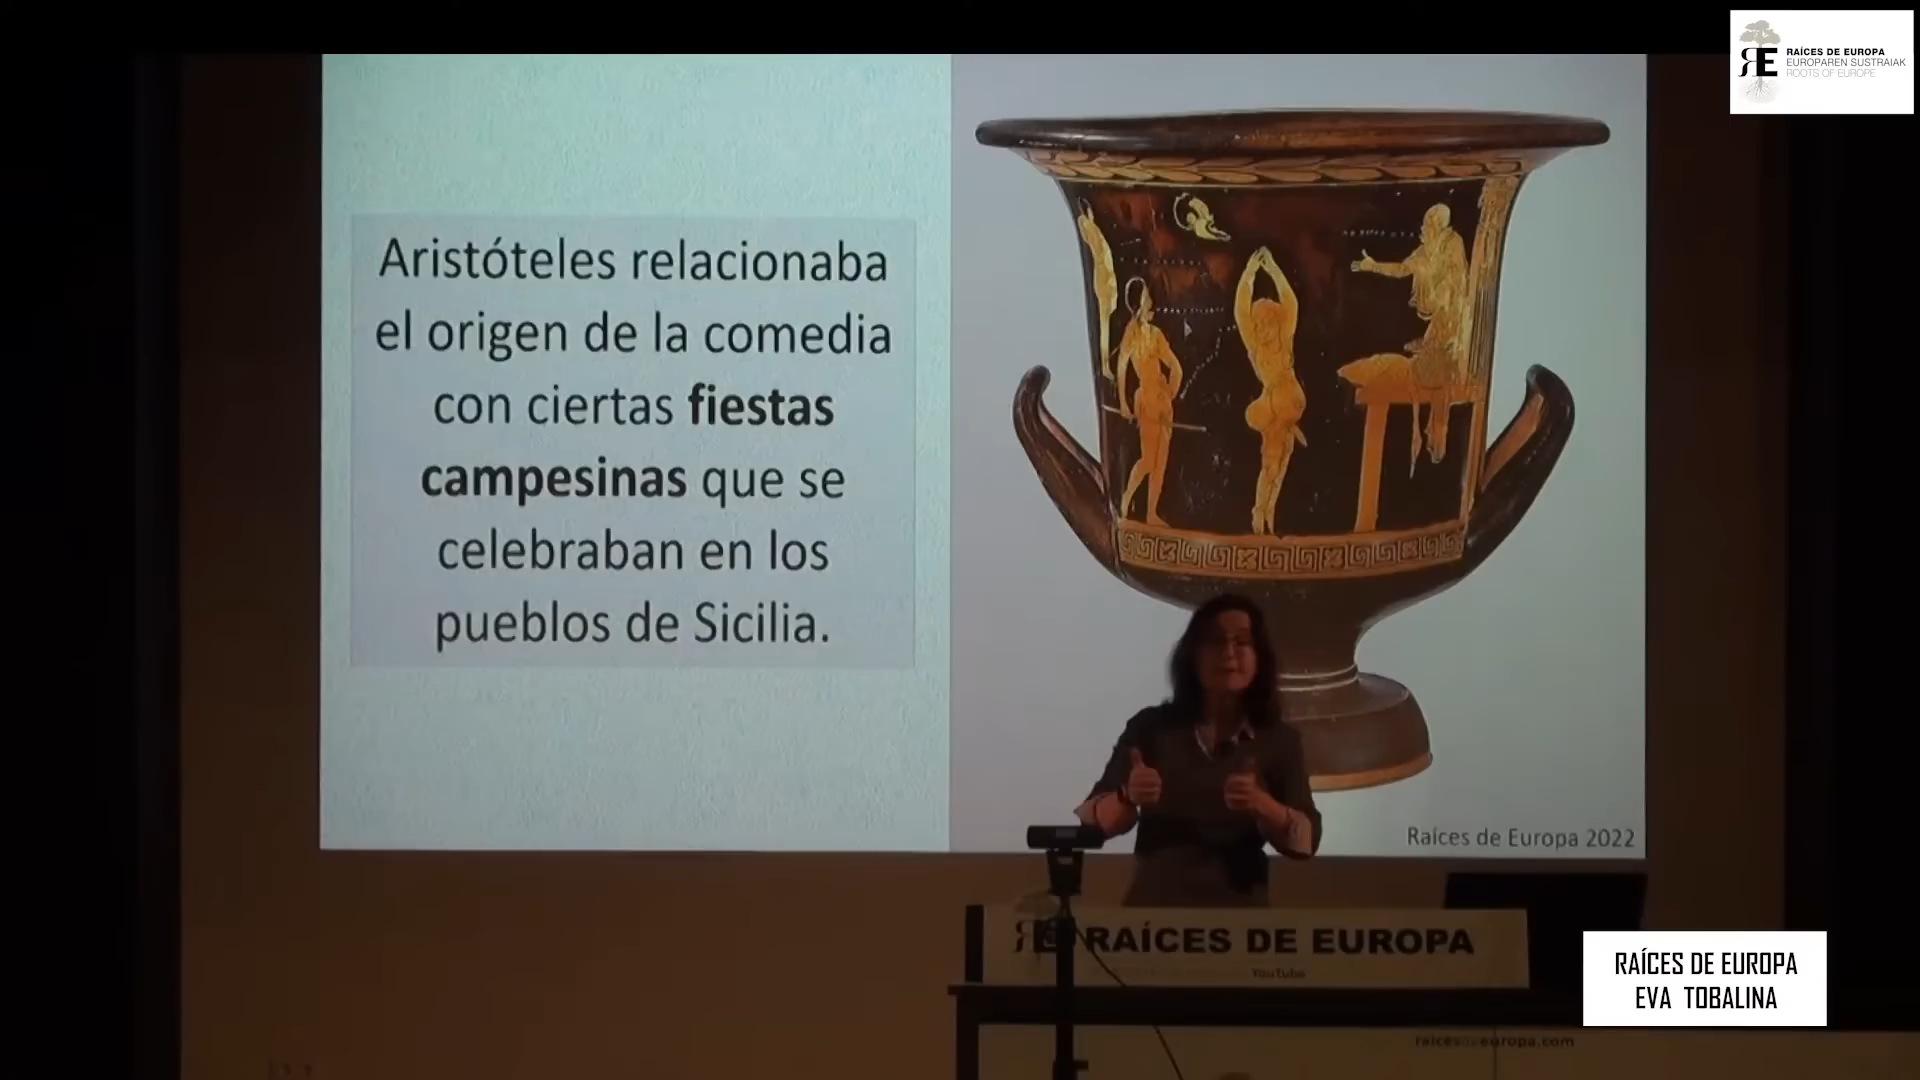 RAÍCES DE EUROPA
EUROPAREN SUSTRAIAK
ROOTS OF EUROPE
Aristóteles relacionaba
el origen de la comedia
con ciertas fiestas
campesinas que se
celebraban en los
pueblos de Sicilia.
Raíces de Europa 2022
RAÍCES DE EUROPA
YouTube
RAÍCES DE EUROPA
EVA TOBALINA
raicesdeeuropa.com